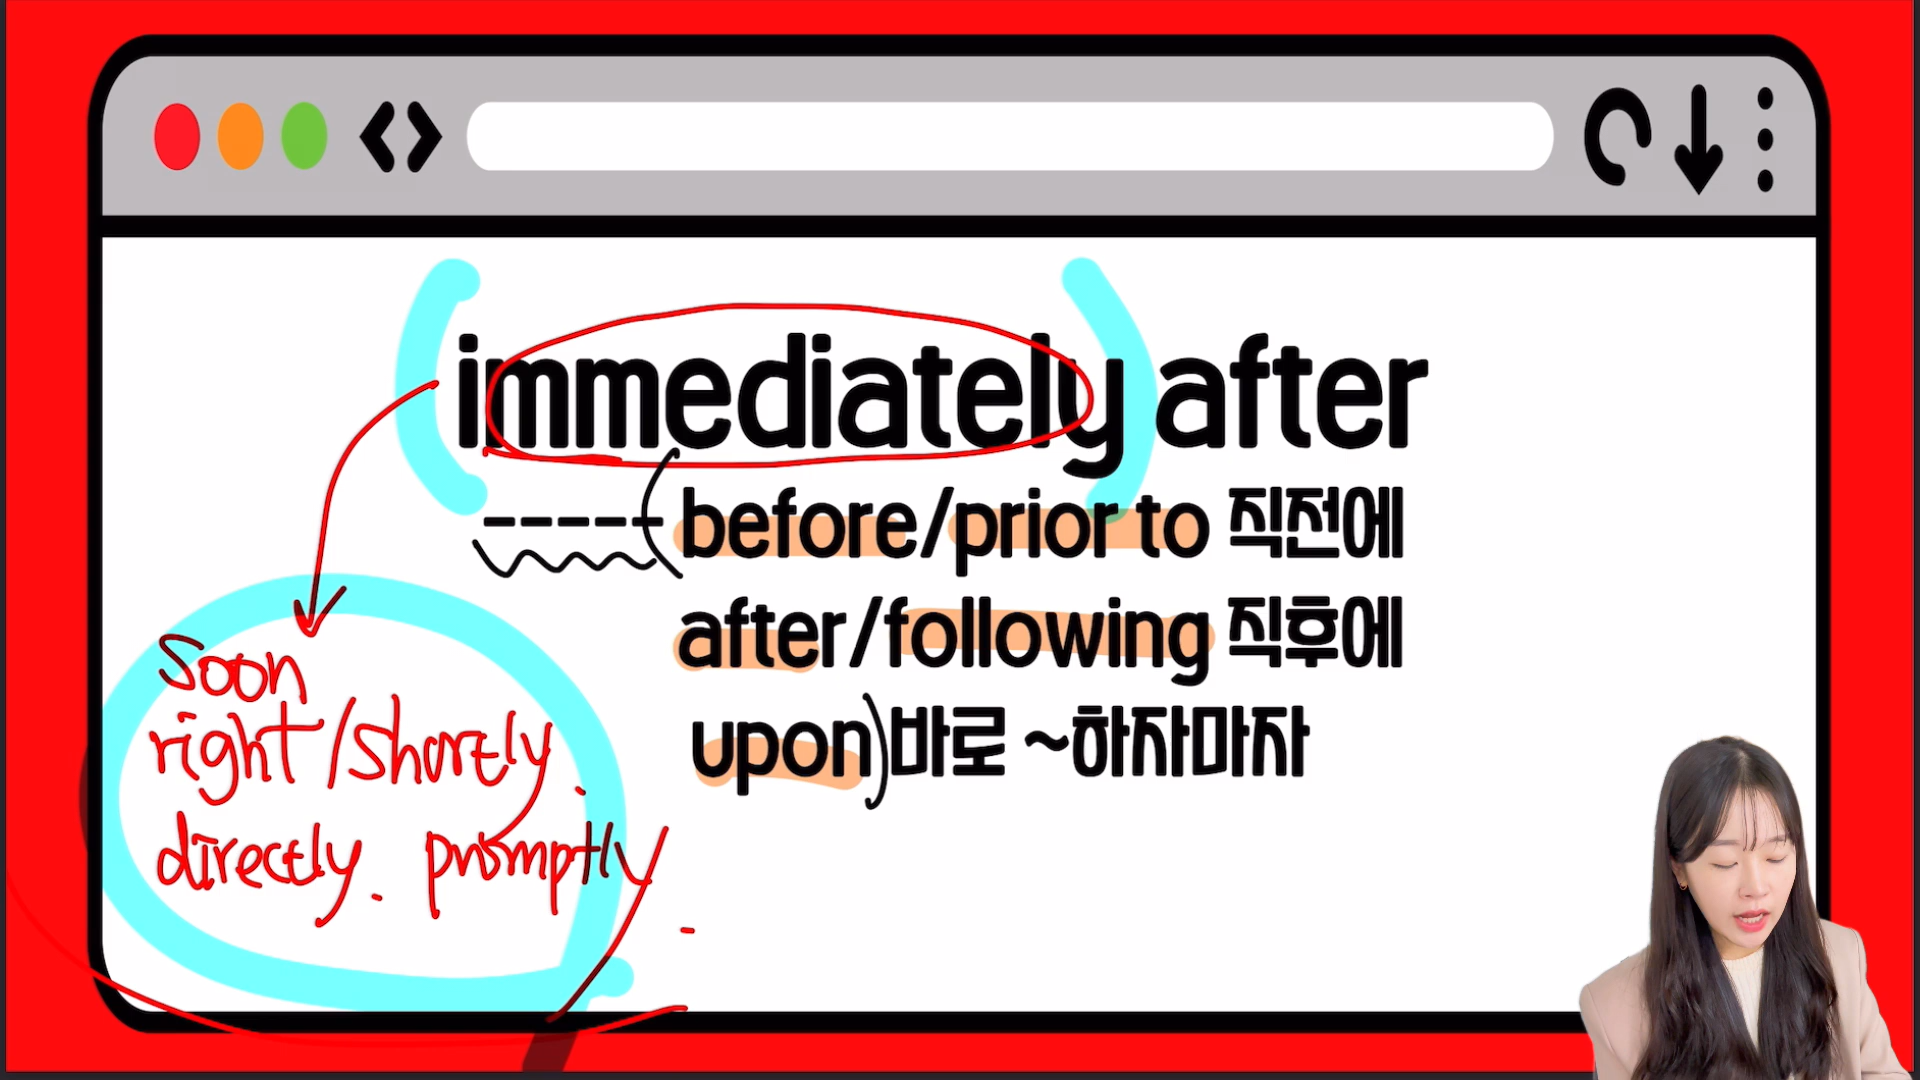 immediately after
before/prior to 직전에
after/following 직후에
upon)바로 ~하자마자
Soon
right/shortly.
directly. promptly